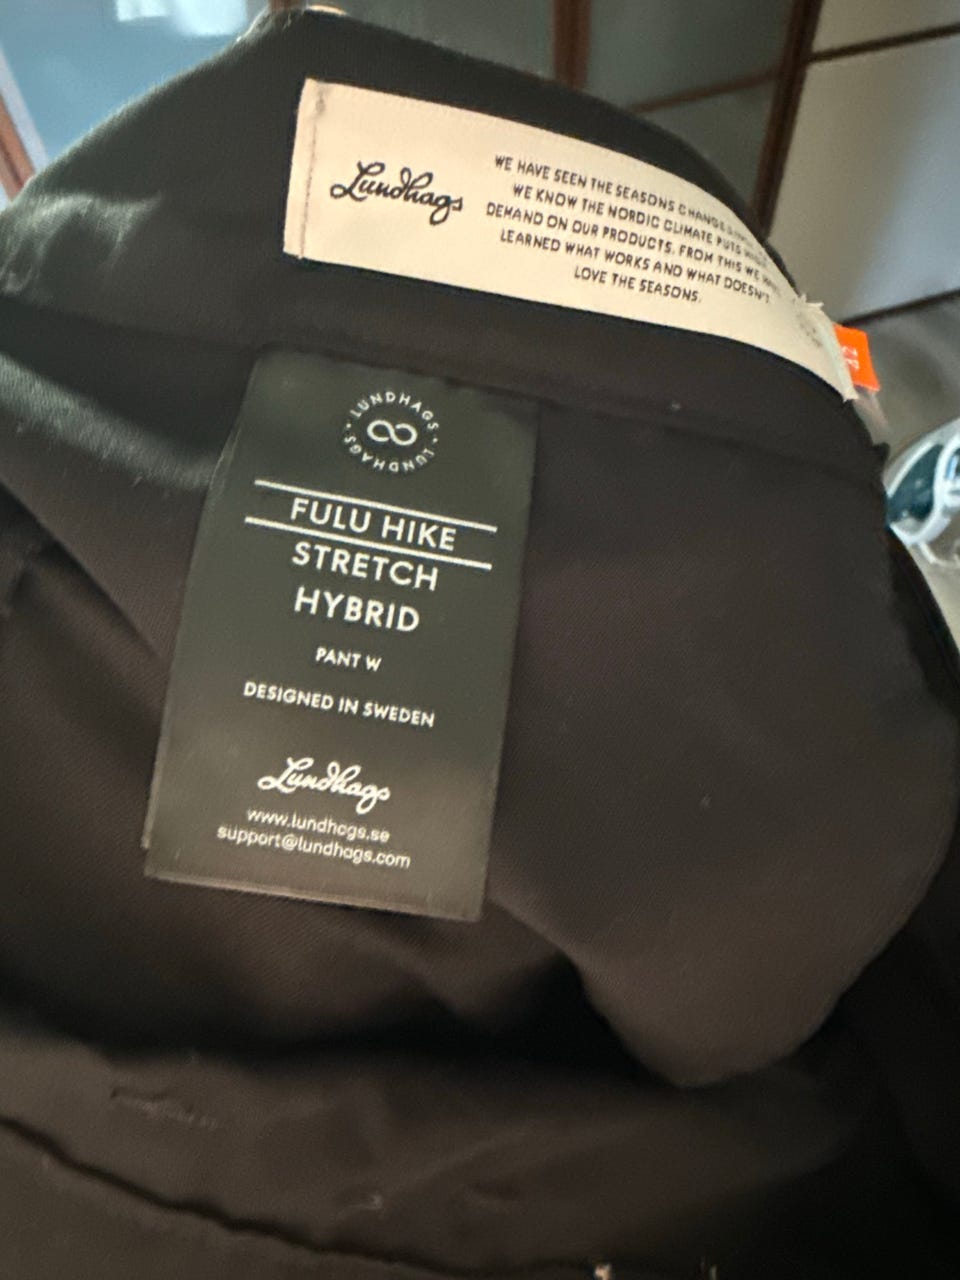 Lundhags
WE HAVE SEEN THE SEASONS CHANGE
WE KNOW THE NORDIC CLIMATE PUTS
DEMAND ON OUR PRODUCTS. FROM THIS WE
LEARNED WHAT WORKS AND WHAT DOESN'T.
LOVE THE SEASONS.
LUNDHAGS • LUNDHAGS •
FULU HIKE
STRETCH
HYBRID
PANT W
DESIGNED IN SWEDEN
Lundhags
www.lundhags.se
support@lundhags.com